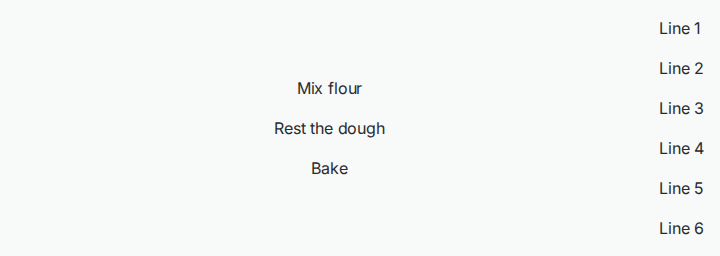 Mix flour
Rest the dough
Bake
Line 1
Line 2
Line 3
Line 4
Line 5
Line 6